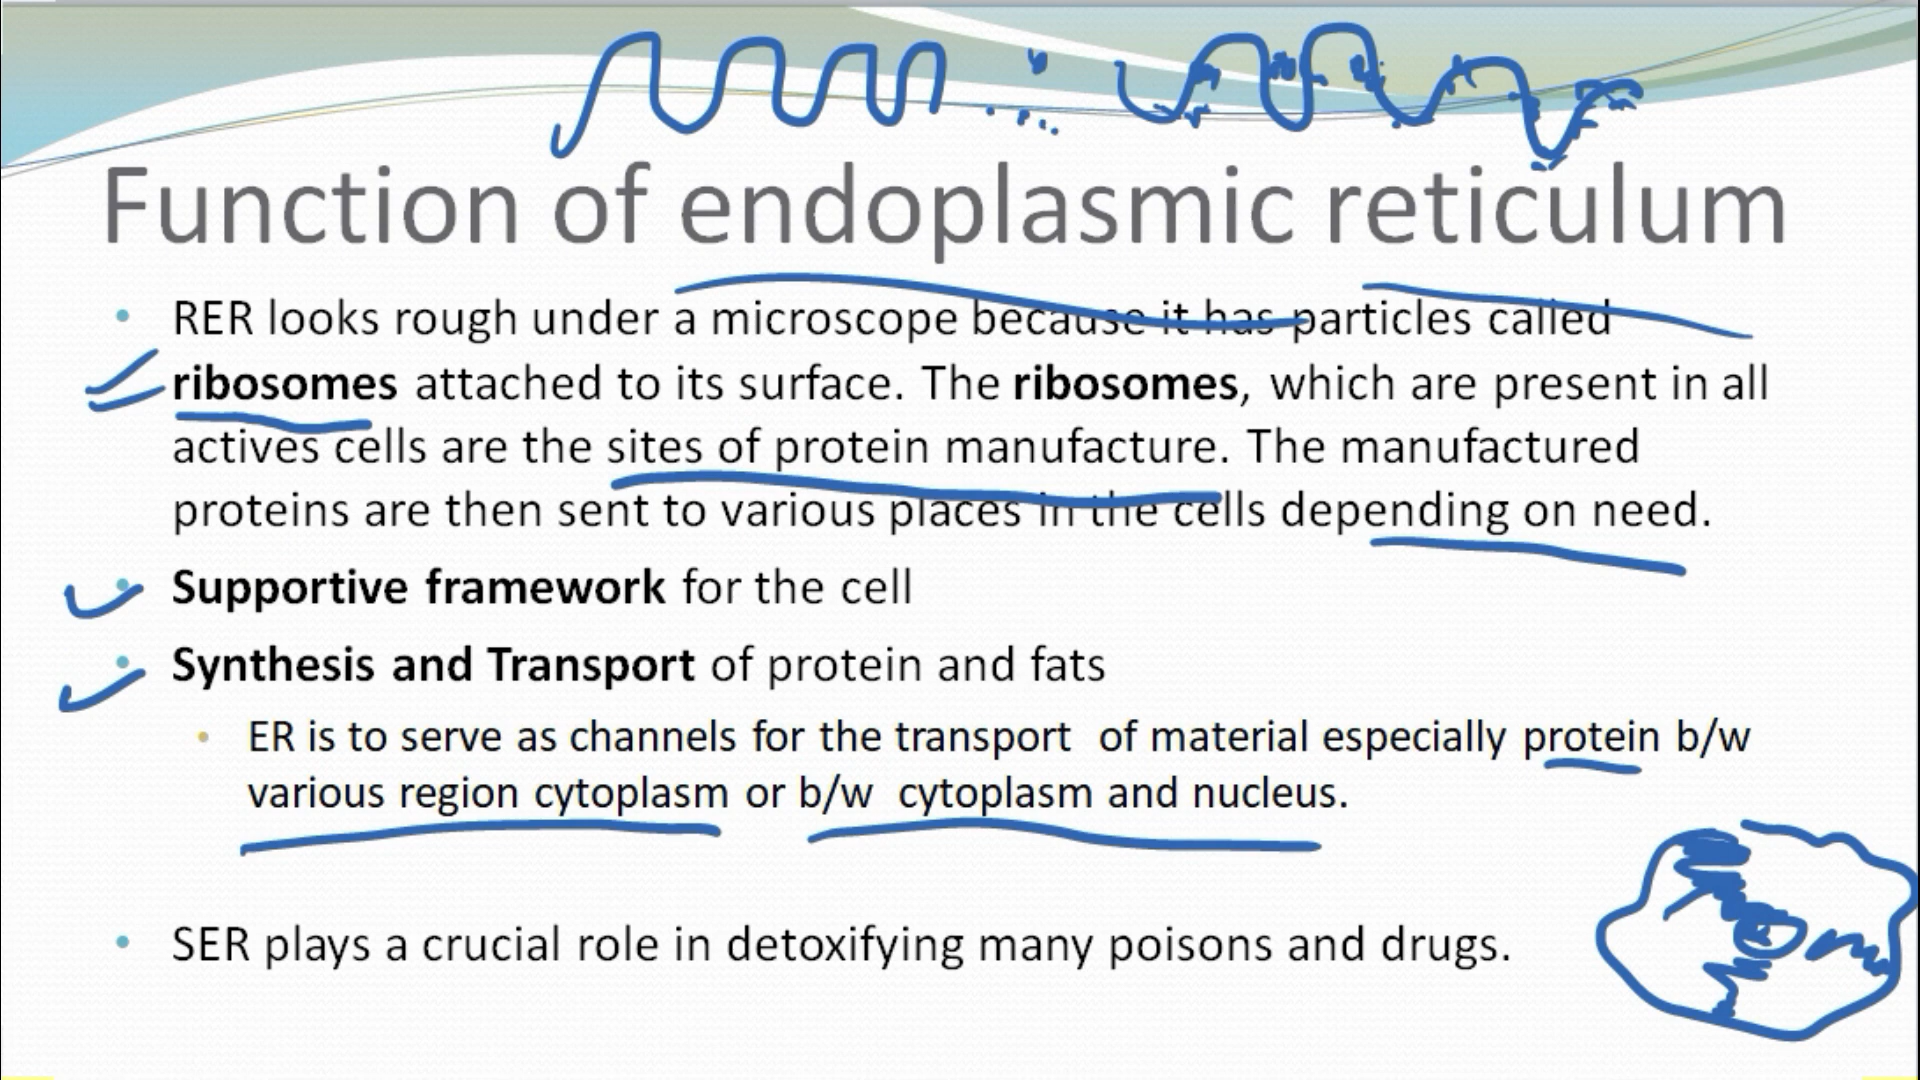 Function of endoplasmic reticulum
• RER looks rough under a microscope because it has particles called
ribosomes attached to its surface. The ribosomes, which are present in all
actives cells are the sites of protein manufacture. The manufactured
proteins are then sent to various places in the cells depending on need.
• Supportive framework for the cell
• Synthesis and Transport of protein and fats
• ER is to serve as channels for the transport of material especially protein b/w
various region cytoplasm or b/w cytoplasm and nucleus.
• SER plays a crucial role in detoxifying many poisons and drugs.